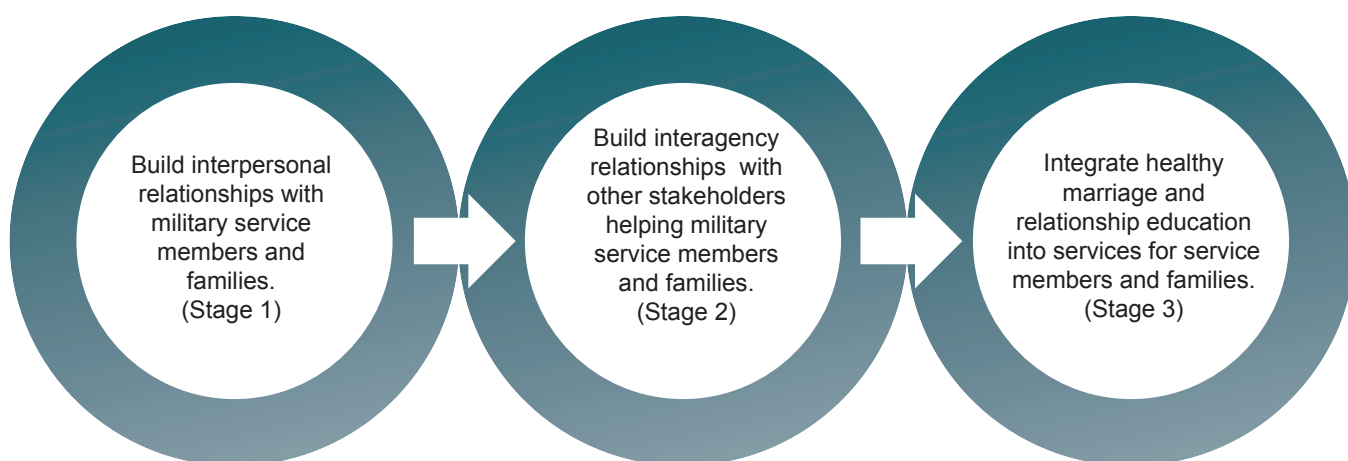 Build interpersonal
relationships with
military service
members and
families.
(Stage 1)
Build interagency
relationships  with
other stakeholders
helping military
service members
and families.
(Stage 2)
Integrate healthy
marriage and
relationship education
into services for service
members and families.
(Stage 3)